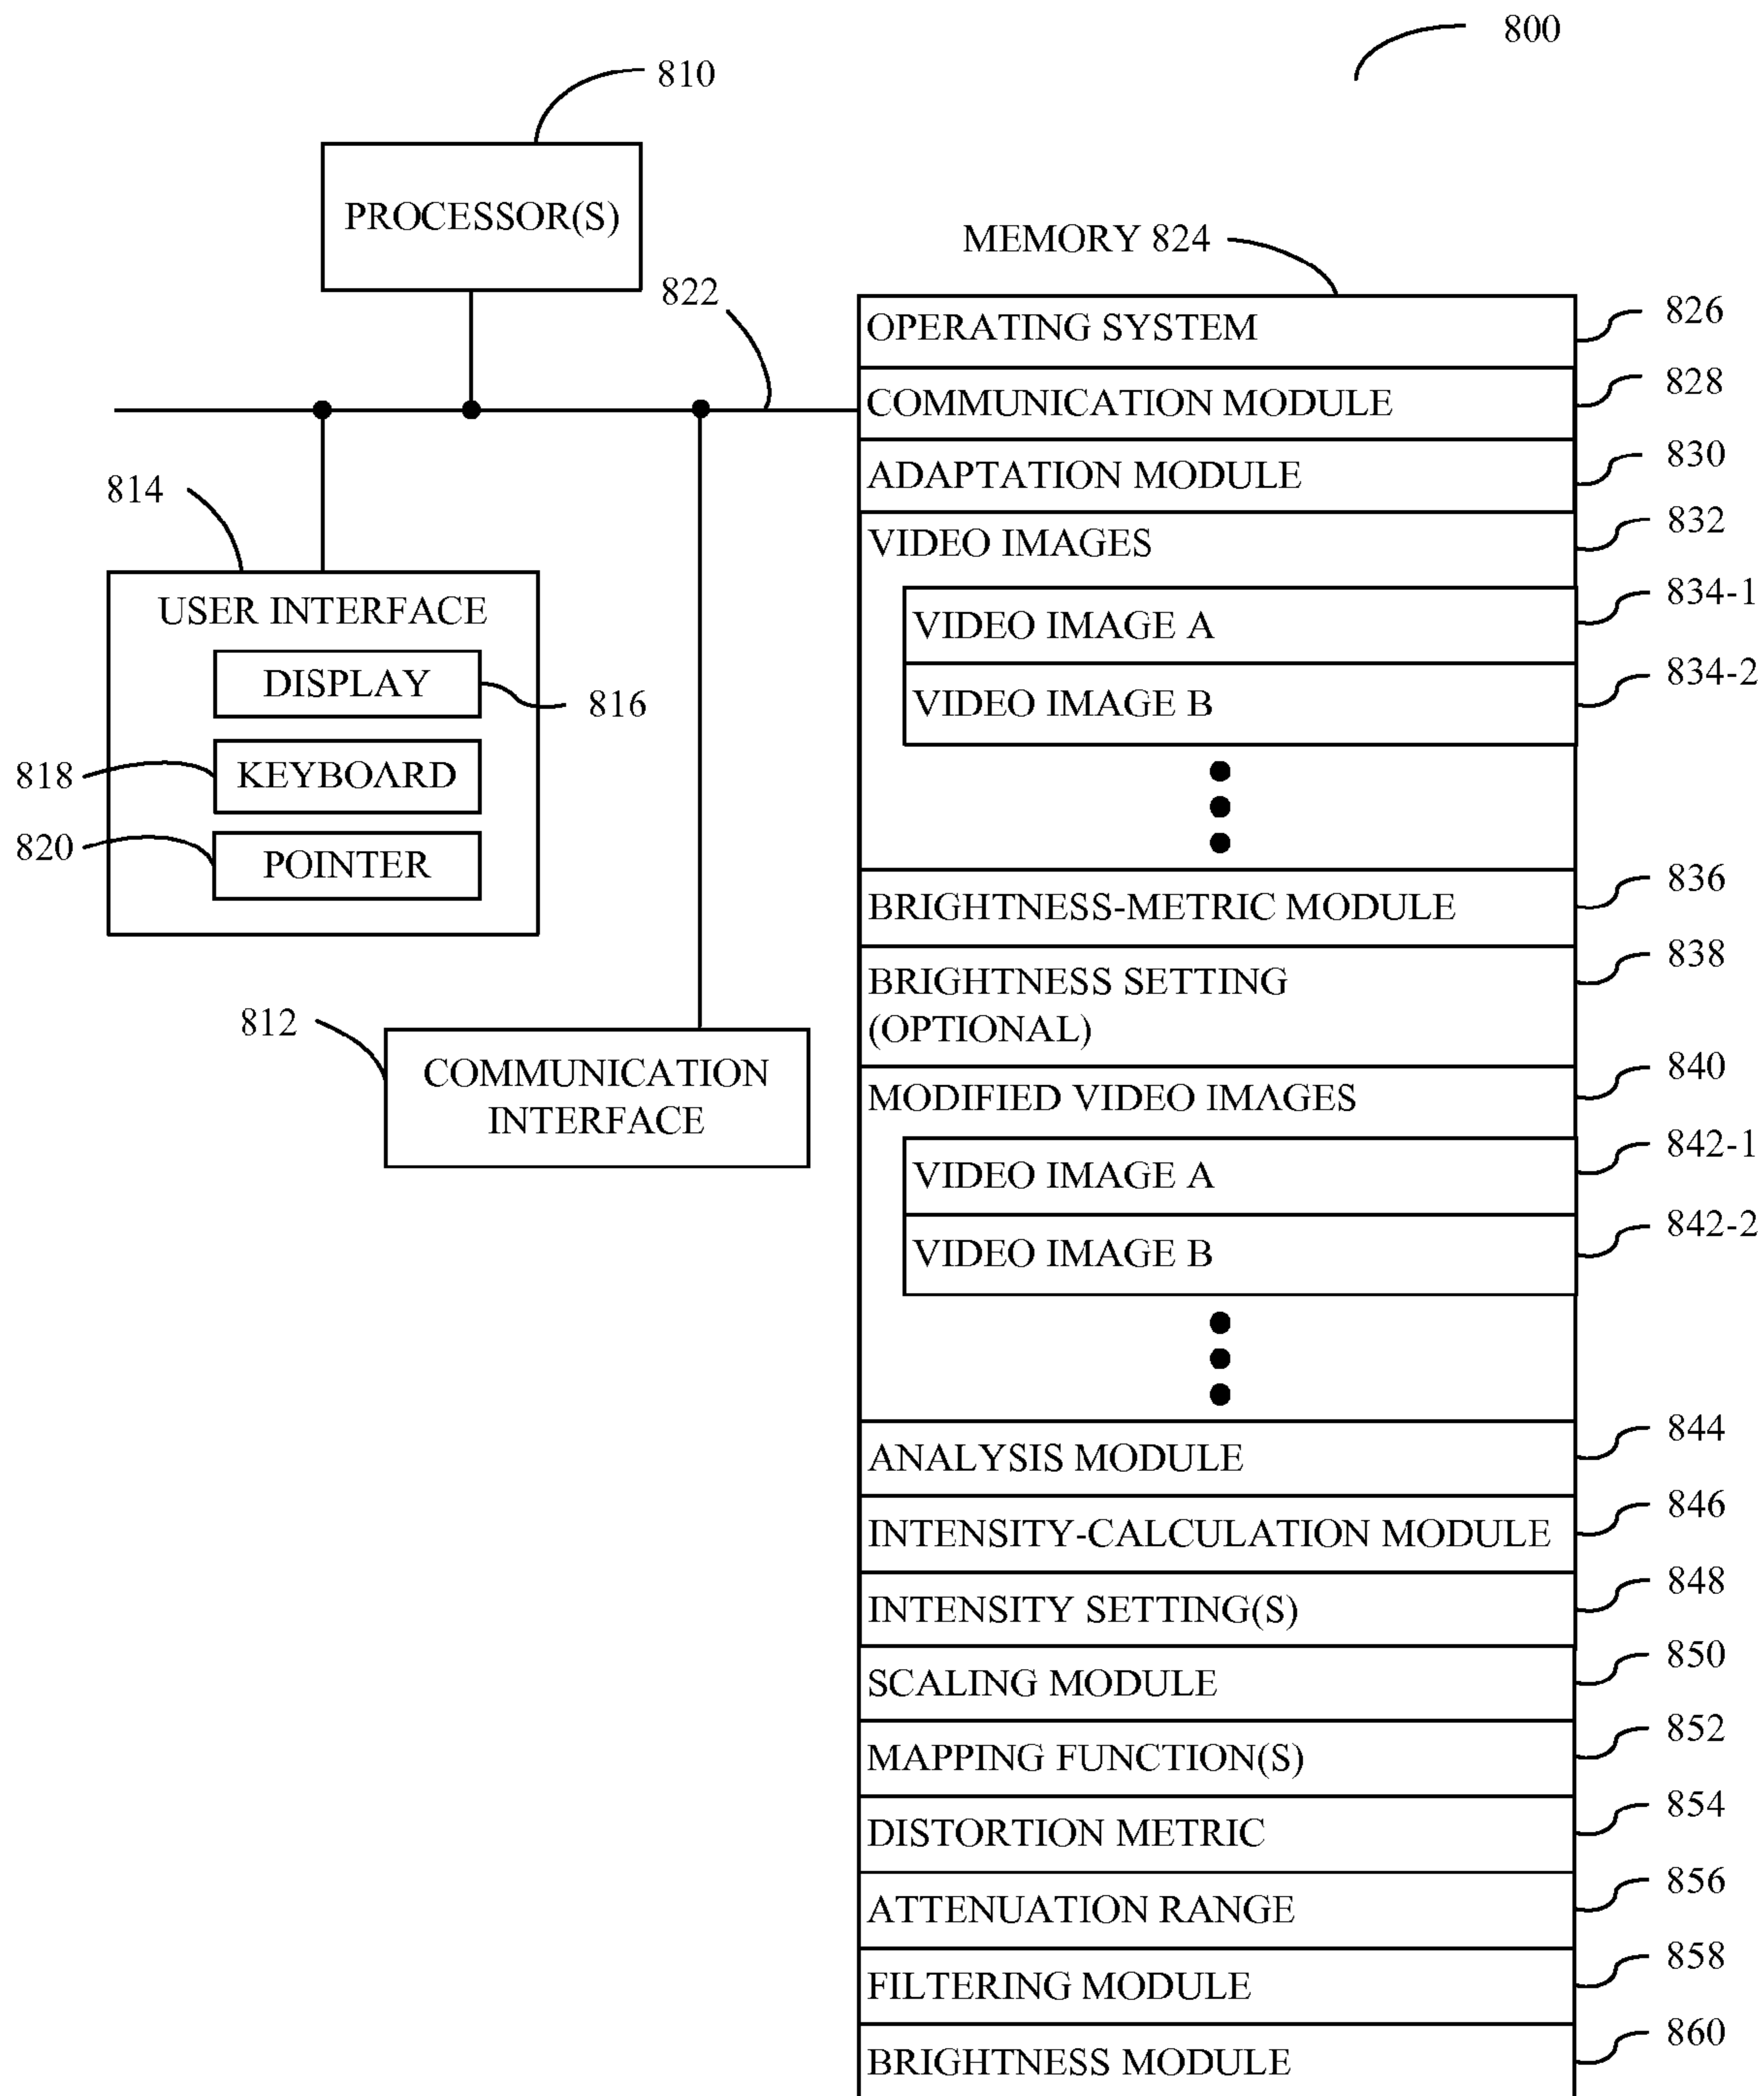 800
810
PROCESSOR(S)
MEMORY 824
822
OPERATING SYSTEM
826
COMMUNICATION MODULE
828
ADAPTATION MODULE
830
VIDEO IMAGES
832
VIDEO IMAGE A
834-1
VIDEO IMAGE B
834-2
814
USER INTERFACE
DISPLAY
816
818
KEYBOARD
820
POINTER
812
COMMUNICATION
INTERFACE
BRIGHTNESS-METRIC MODULE
836
BRIGHTNESS SETTING
(OPTIONAL)
838
MODIFIED VIDEO IMAGES
840
VIDEO IMAGE A
842-1
VIDEO IMAGE B
842-2
ANALYSIS MODULE
844
INTENSITY-CALCULATION MODULE
846
INTENSITY SETTING(S)
848
SCALING MODULE
850
MAPPING FUNCTION(S)
852
DISTORTION METRIC
854
ATTENUATION RANGE
856
FILTERING MODULE
858
BRIGHTNESS MODULE
860